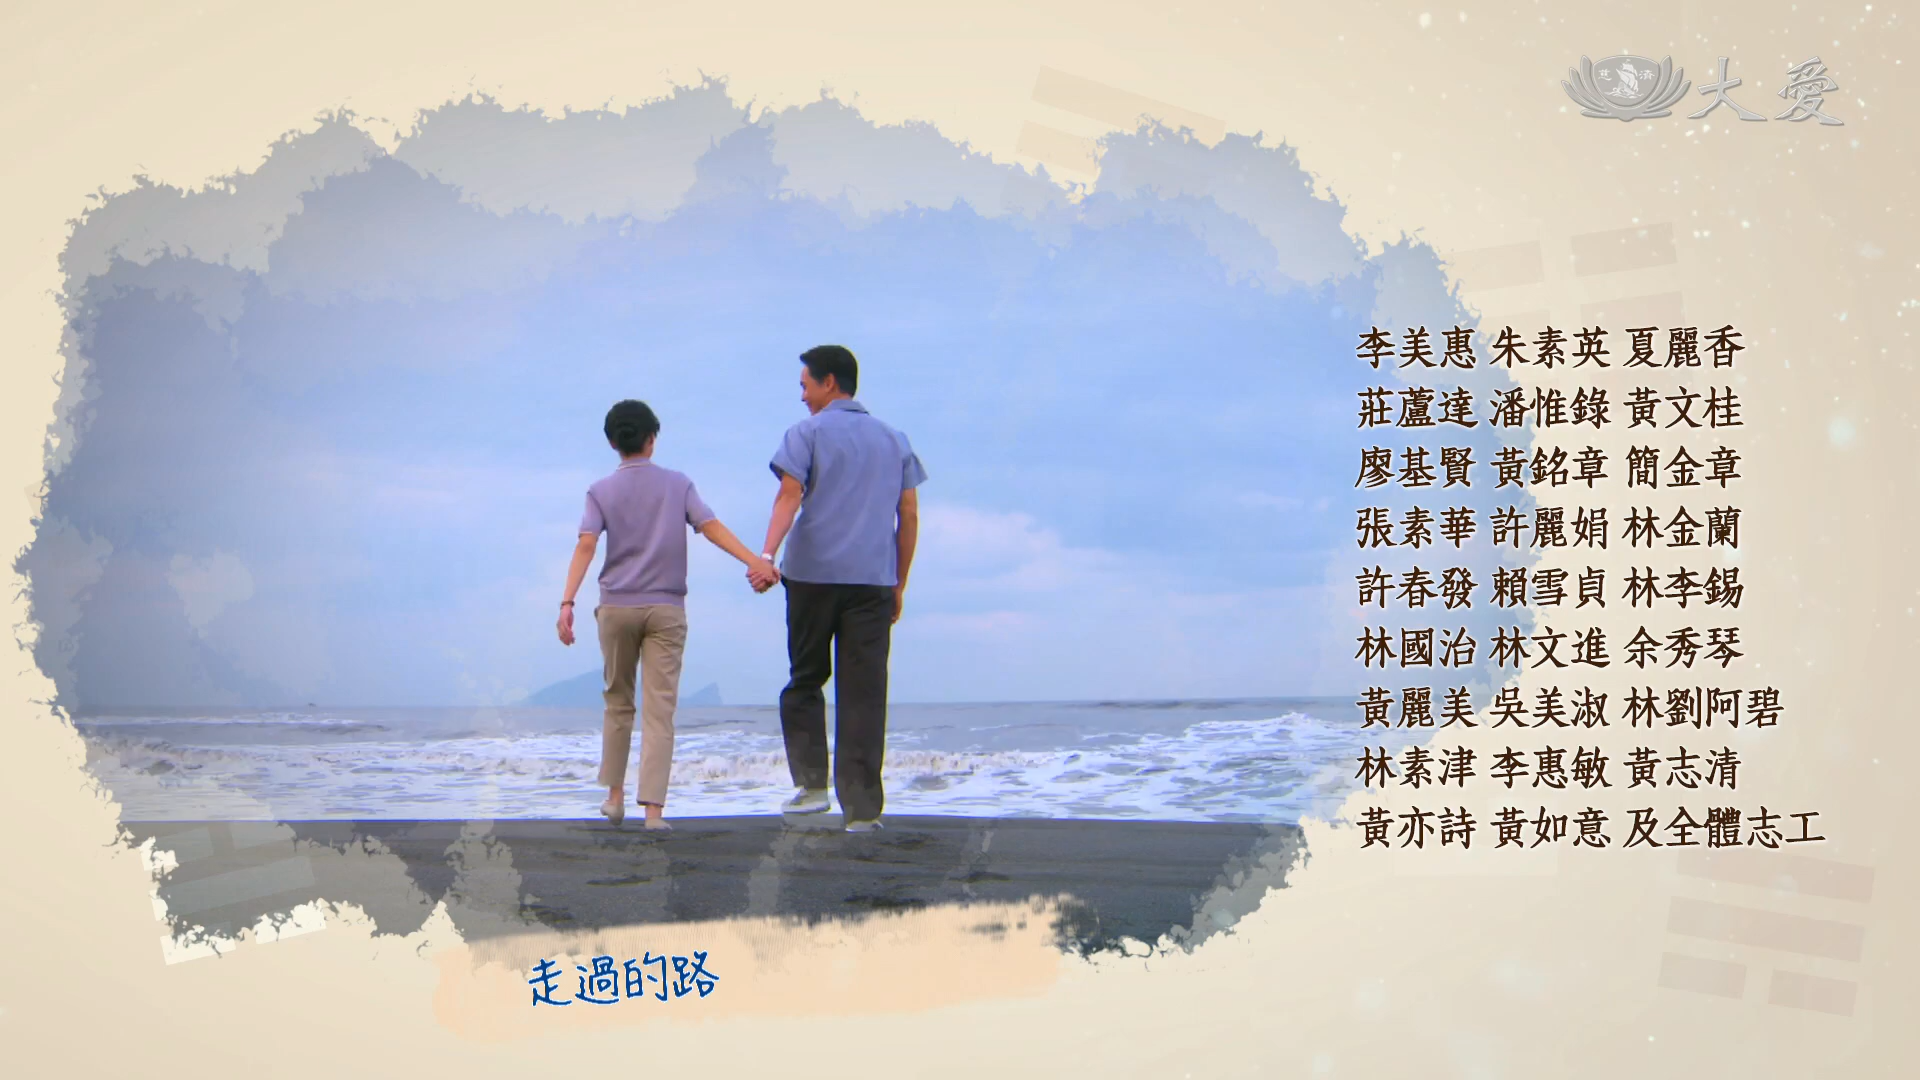 慈 濟
大愛
李美惠 朱素英 夏麗香
莊蘆達 潘惟錄 黃文桂
廖基賢 黃銘章 簡金章
張素華 許麗娟 林金蘭
許春發 賴雪貞 林李錫
林國治 林文進 余秀琴
黃麗美 吳美淑 林劉阿碧
林素津 李惠敏 黃志清
黃亦詩 黃如意 及全體志工
走過的路